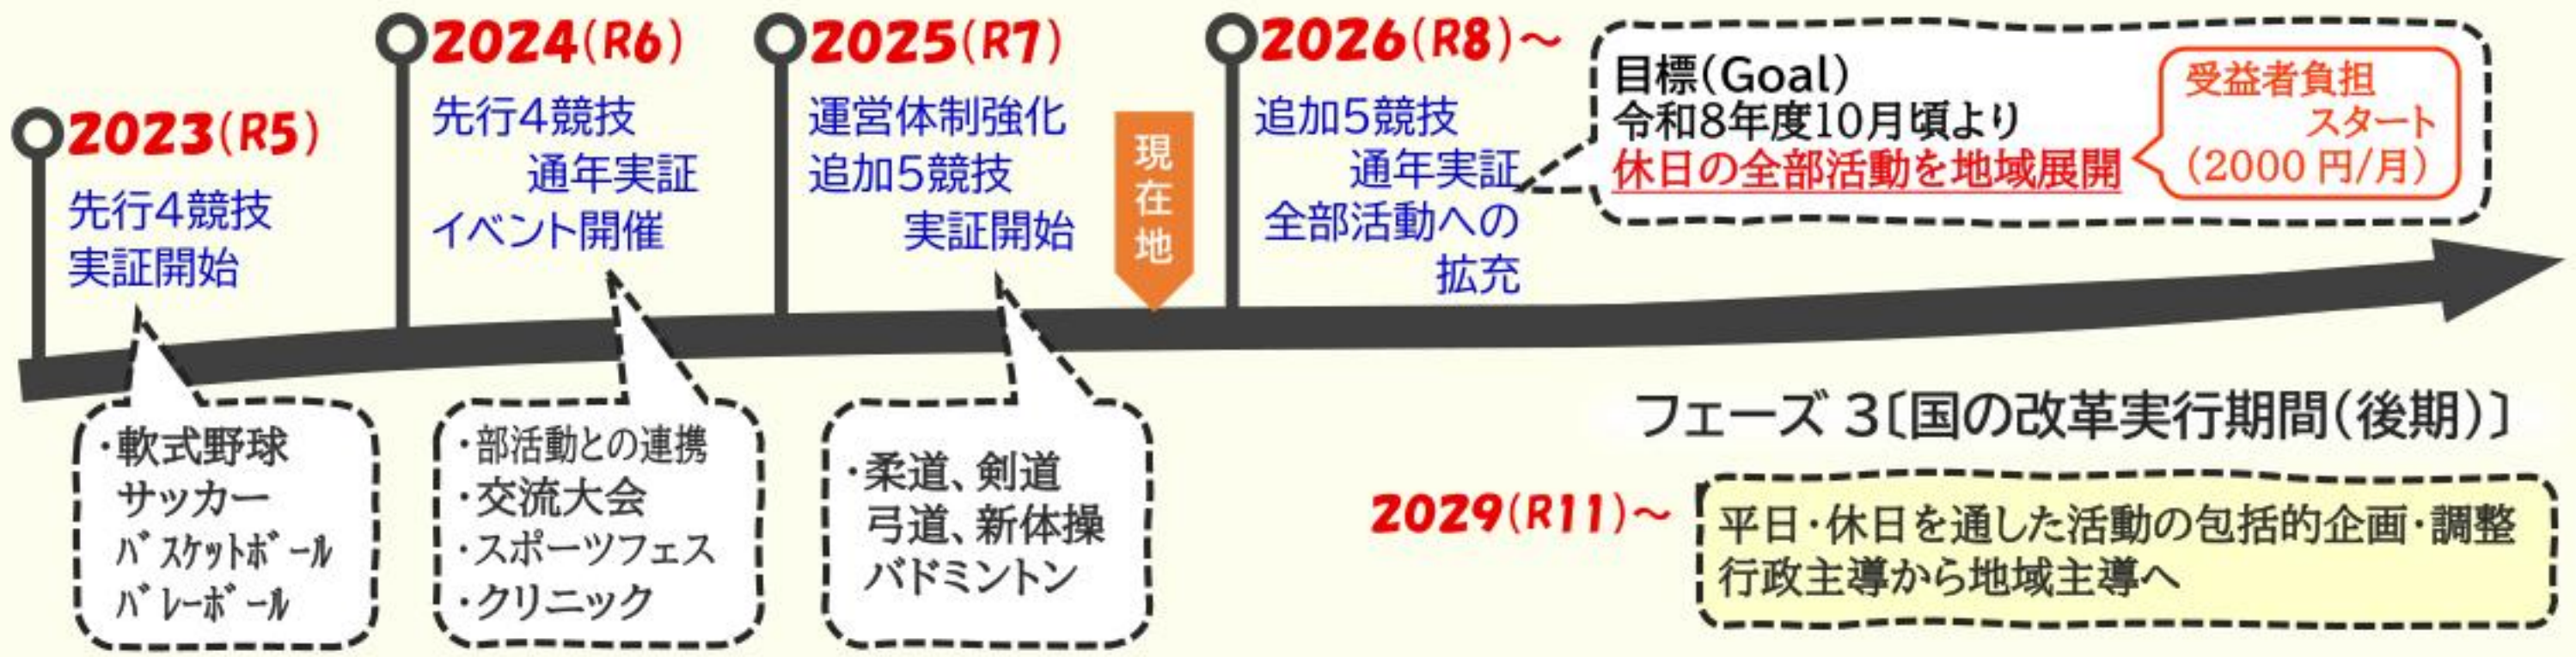 2023(R5)
先行4競技
実証開始
・軟式野球
サッカー
ﾊﾞｽｹｯﾄﾎﾞｰﾙ
ﾊﾞﾚｰﾎﾞｰﾙ
2024(R6)
先行4競技
通年実証
イベント開催
・部活動との連携
・交流大会
・スポーツフェス
・クリニック
2025(R7)
運営体制強化
追加5競技
実証開始
・柔道、剣道
弓道、新体操
バドミントン
現在地
2026(R8)～
追加5競技
通年実証
全部活動への
拡充
目標(Goal)
令和8年度10月頃より
休日の全部活動を地域展開
受益者負担
スタート
(2000 円/月)
フェーズ 3〔国の改革実行期間(後期)〕
2029(R11)～
平日・休日を通した活動の包括的企画・調整
行政主導から地域主導へ